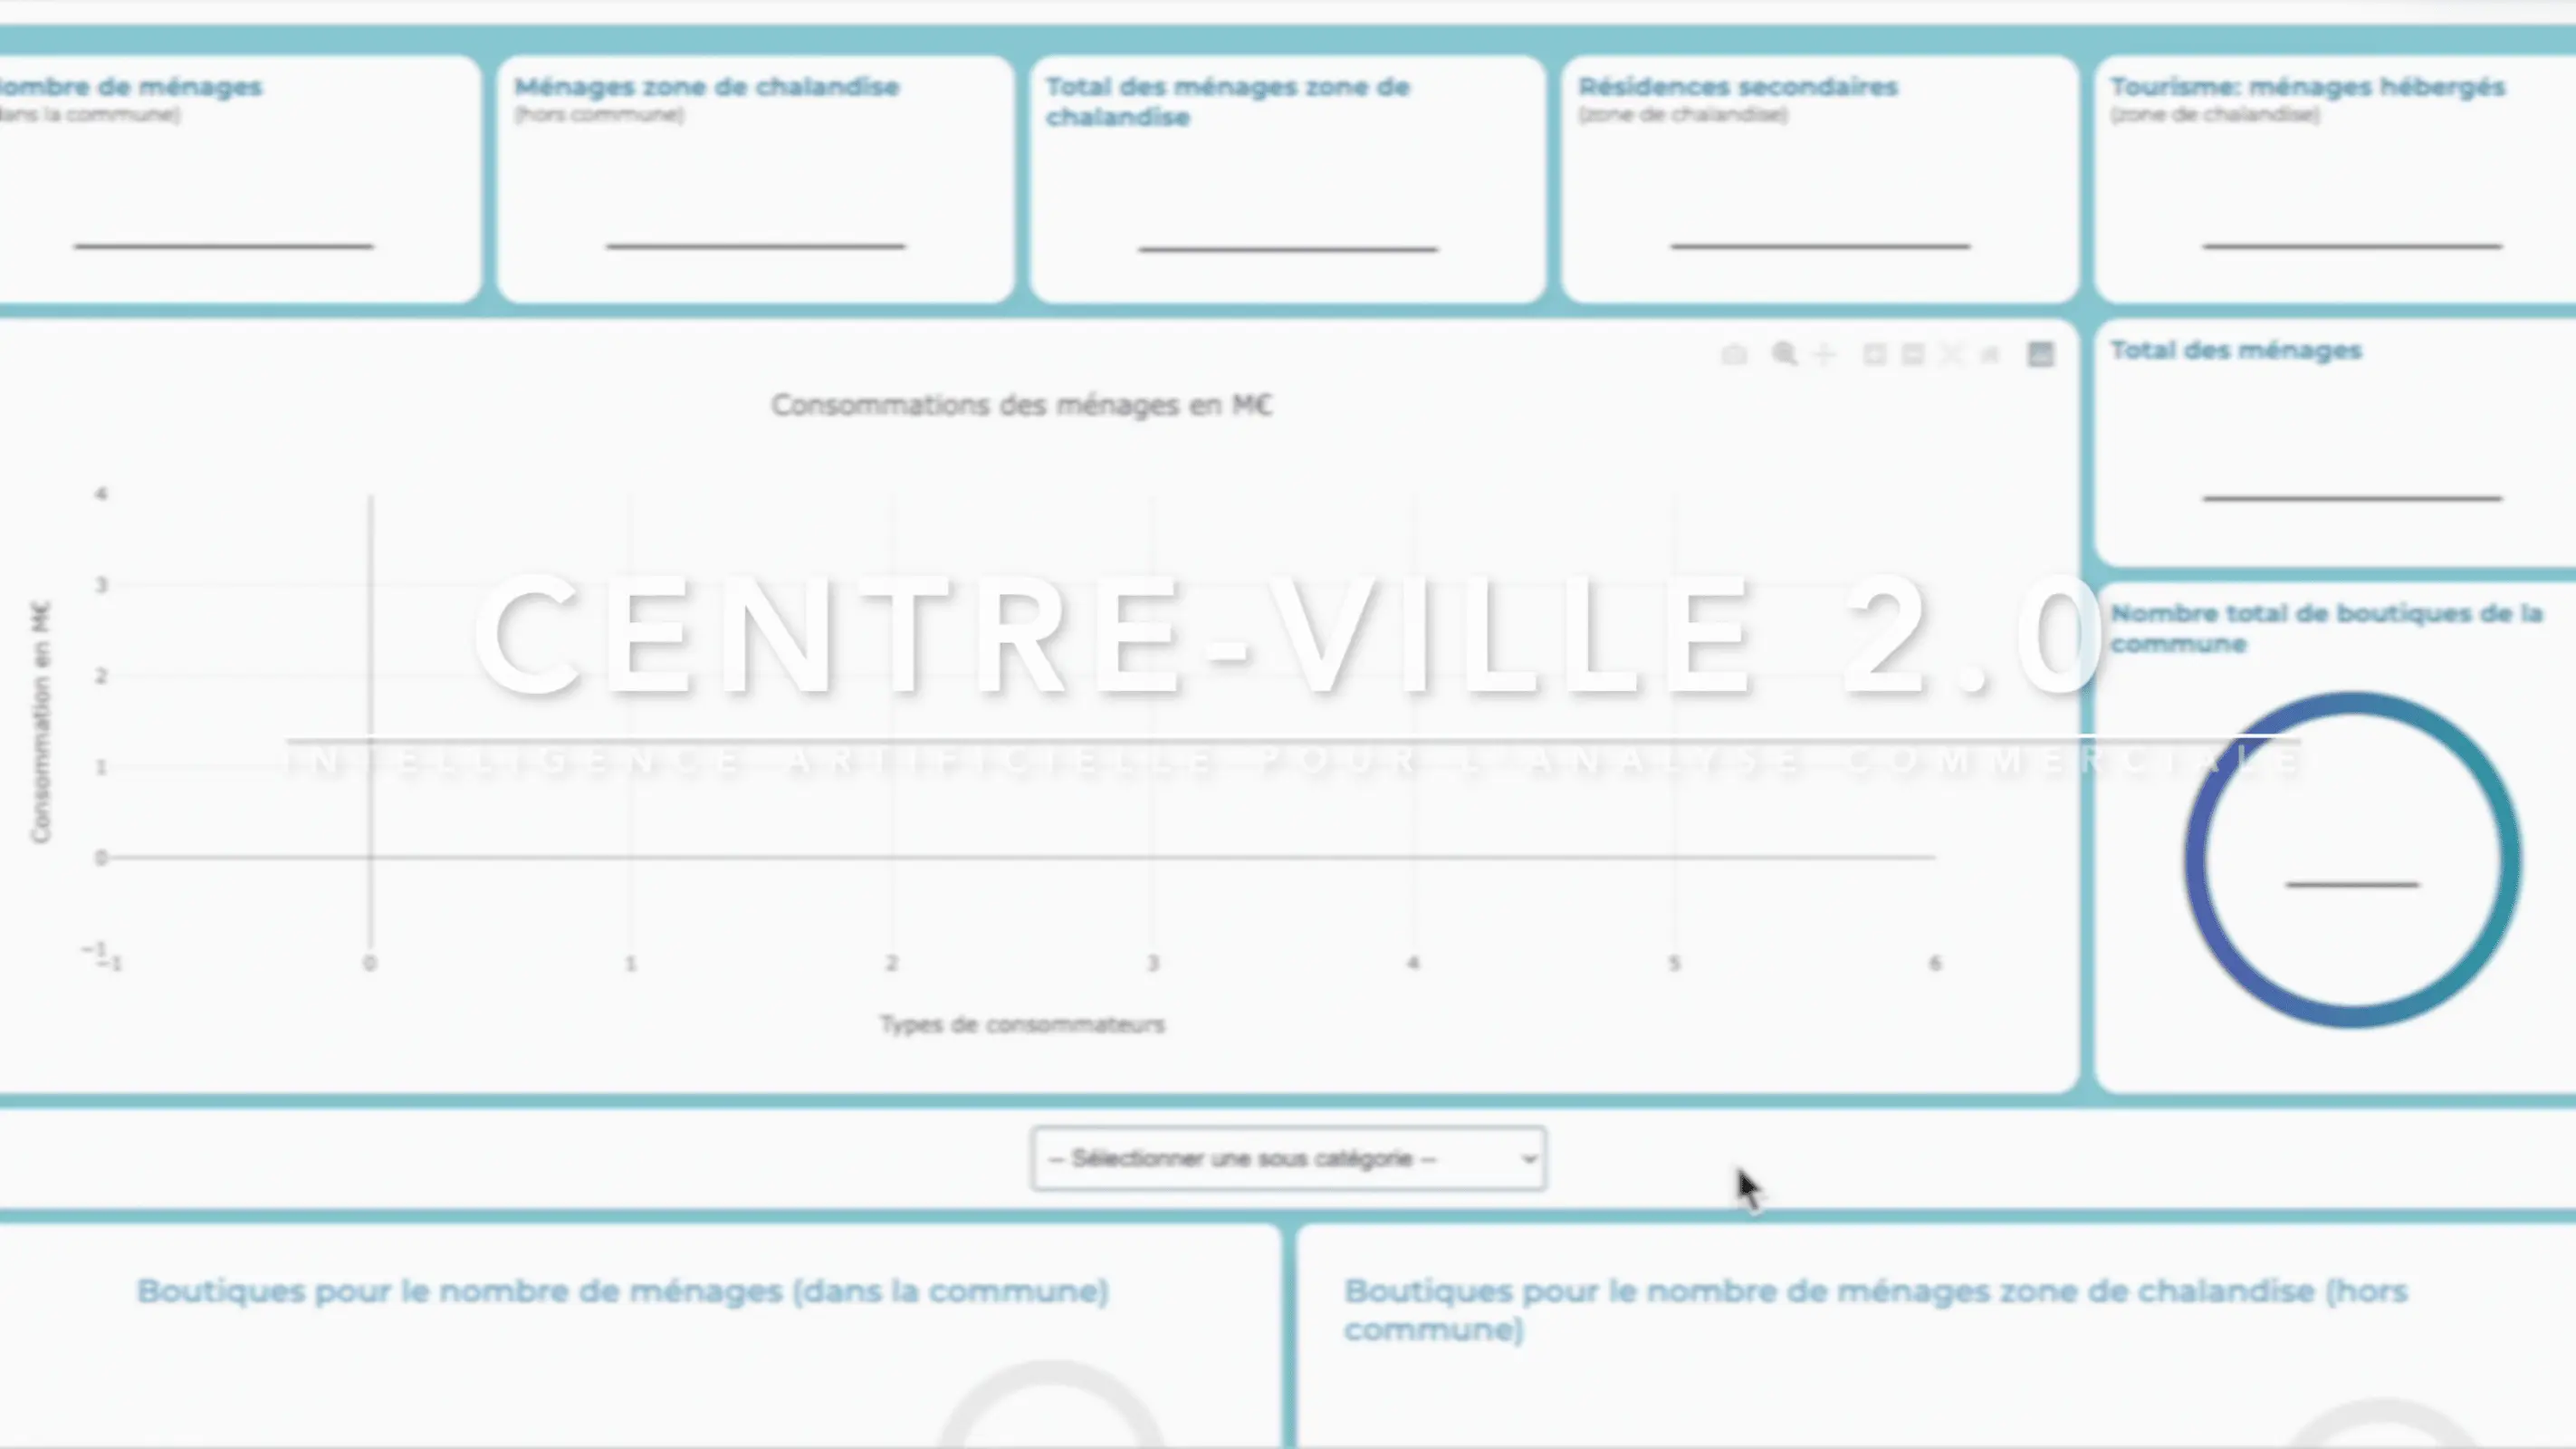 ombre de ménages
ans la commune)
Ménages zone de chalandise
(hors commune)
Total des ménages zone de
chalandise
Résidences secondaires
(zone de chalandise)
Tourisme: ménages hébergés
(zone de chalandise)
Consommations des ménages en M€
Total des ménages
4
3
2
1
0
-1
Consommation en M€
-1
0
1
2
3
4
5
6
Types de consommateurs
CENTRE-VILLE 2.0
INTELLIGENCE ARTIFICIELLE POUR L'ANALYSE COMMERCIALE
Nombre total de boutiques de la
commune
-- Sélectionner une sous catégorie --
Boutiques pour le nombre de ménages (dans la commune)
Boutiques pour le nombre de ménages zone de chalandise (hors
commune)